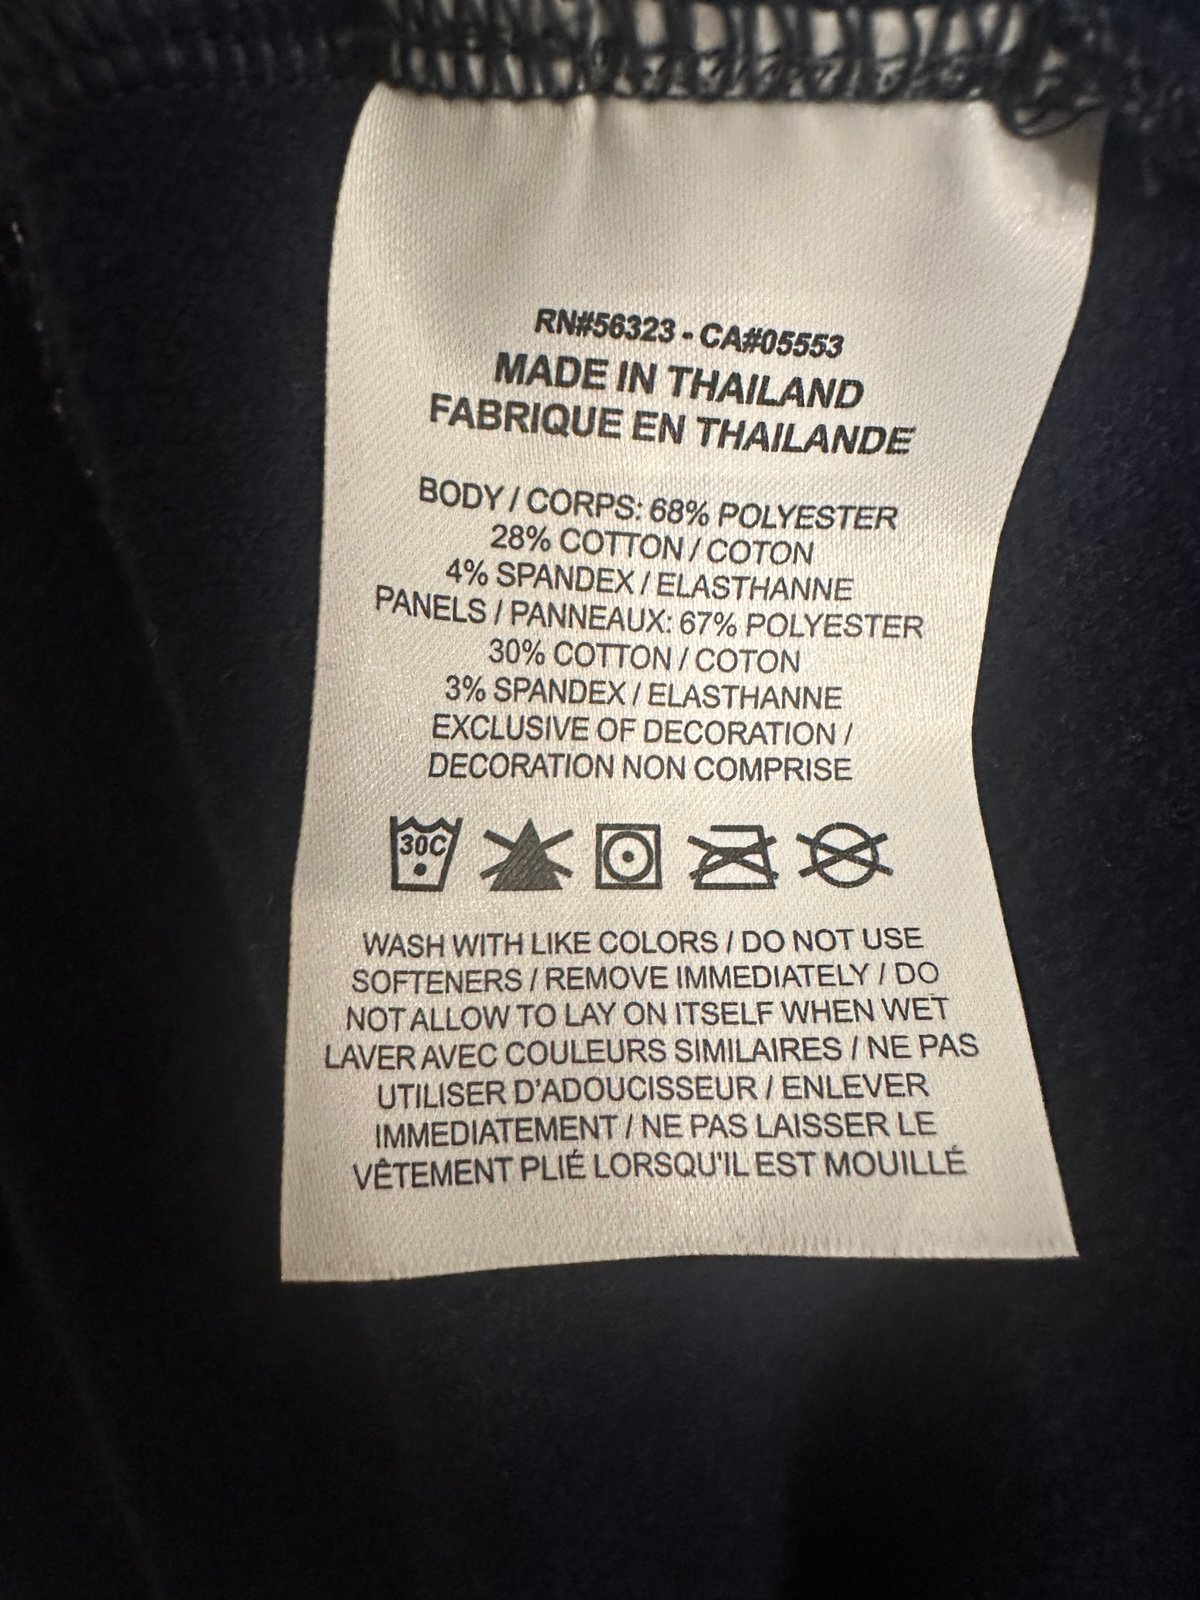 RN#56323 - CA#05553
MADE IN THAILAND
FABRIQUE EN THAILANDE
BODY / CORPS: 68% POLYESTER
28% COTTON / COTON
4% SPANDEX / ELASTHANNE
PANELS / PANNEAUX: 67% POLYESTER
30% COTTON / COTON
3% SPANDEX / ELASTHANNE
EXCLUSIVE OF DECORATION /
DECORATION NON COMPRISE
30C
WASH WITH LIKE COLORS / DO NOT USE
SOFTENERS / REMOVE IMMEDIATELY / DO
NOT ALLOW TO LAY ON ITSELF WHEN WET
LAVER AVEC COULEURS SIMILAIRES / NE PAS
UTILISER D'ADOUCISSEUR / ENLEVER
IMMEDIATEMENT / NE PAS LAISSER LE
VÊTEMENT PLIÉ LORSQU'IL EST MOUILLÉ